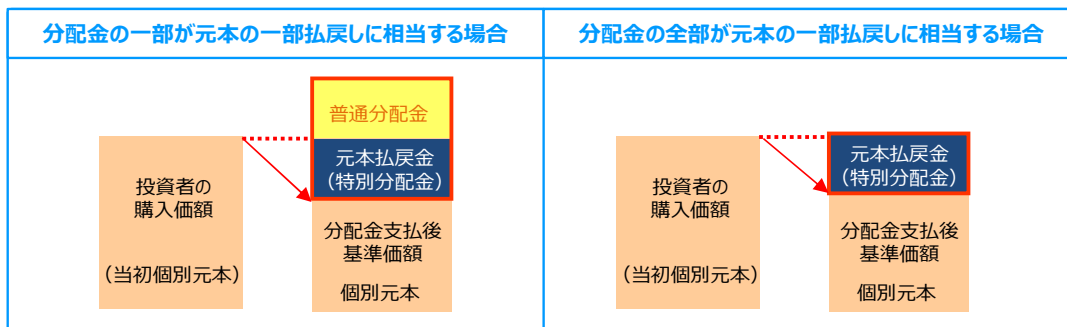 分配金の一部が元本の一部払戻しに相当する場合
普通分配金
元本払戻金
(特別分配金)
投資者の
購入価額
(当初個別元本)
分配金支払後
基準価額
個別元本
分配金の全部が元本の一部払戻しに相当する場合
元本払戻金
(特別分配金)
投資者の
購入価額
(当初個別元本)
分配金支払後
基準価額
個別元本